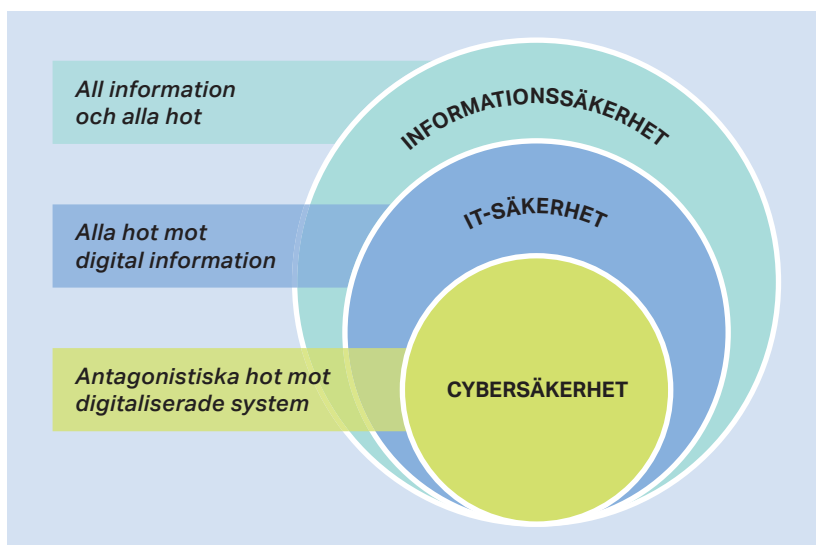 All information
och alla hot
INFORMATIONSSÄKERHET
Alla hot mot
digital information
IT-SÄKERHET
Antagonistiska hot mot
digitaliserade system
CYBERSÄKERHET